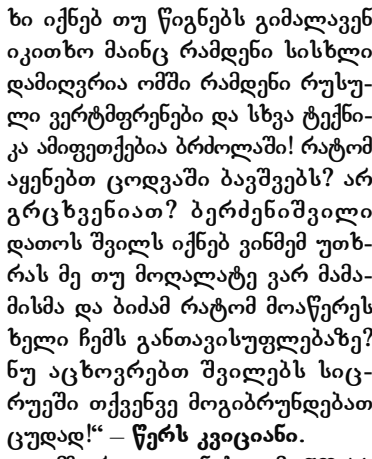 ხი იქნებ თუ წიგნებს გიმალავენ
იკითხო მაინც რამდენი სისხლი
დამიღვრია ომში რამდენი რუსუ-
ლი ვერტმფრენები და სხვა ტექნი-
კა ამიფეთქებია ბრძოლაში! რატომ
აყენებთ ცოდვაში ბავშვებს? არ
გრცხვენიათ? ბერძენიშვილი
დათოს შვილს იქნებ ვინმემ უთხ-
რას მე თუ მოღალატე ვარ მამა-
მისმა და ბიძამ რატომ მოაწერეს
ხელი ჩემს განთავისუფლებაზე?
ნუ აცხოვრებთ შვილებს სიც-
რუეში თქვენვე მოგიბრუნდებათ
ცუდად!“ – წერს კვიციანი.